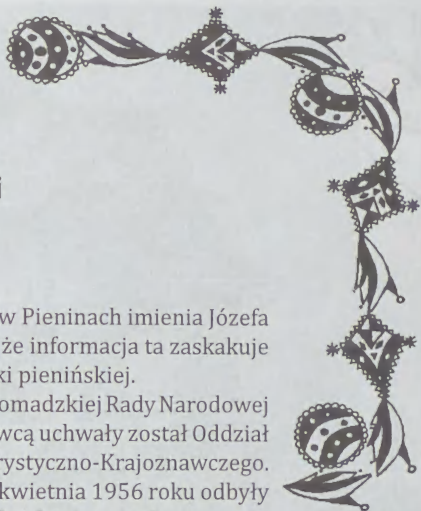 i
w Pieninach imienia Józefa
że informacja ta zaskakuje
ki pienińskiej.
omadzkiej Rady Narodowej
wcą uchwały został Oddział
rystyczno-Krajoznawczego.
kwietnia 1956 roku odbyły